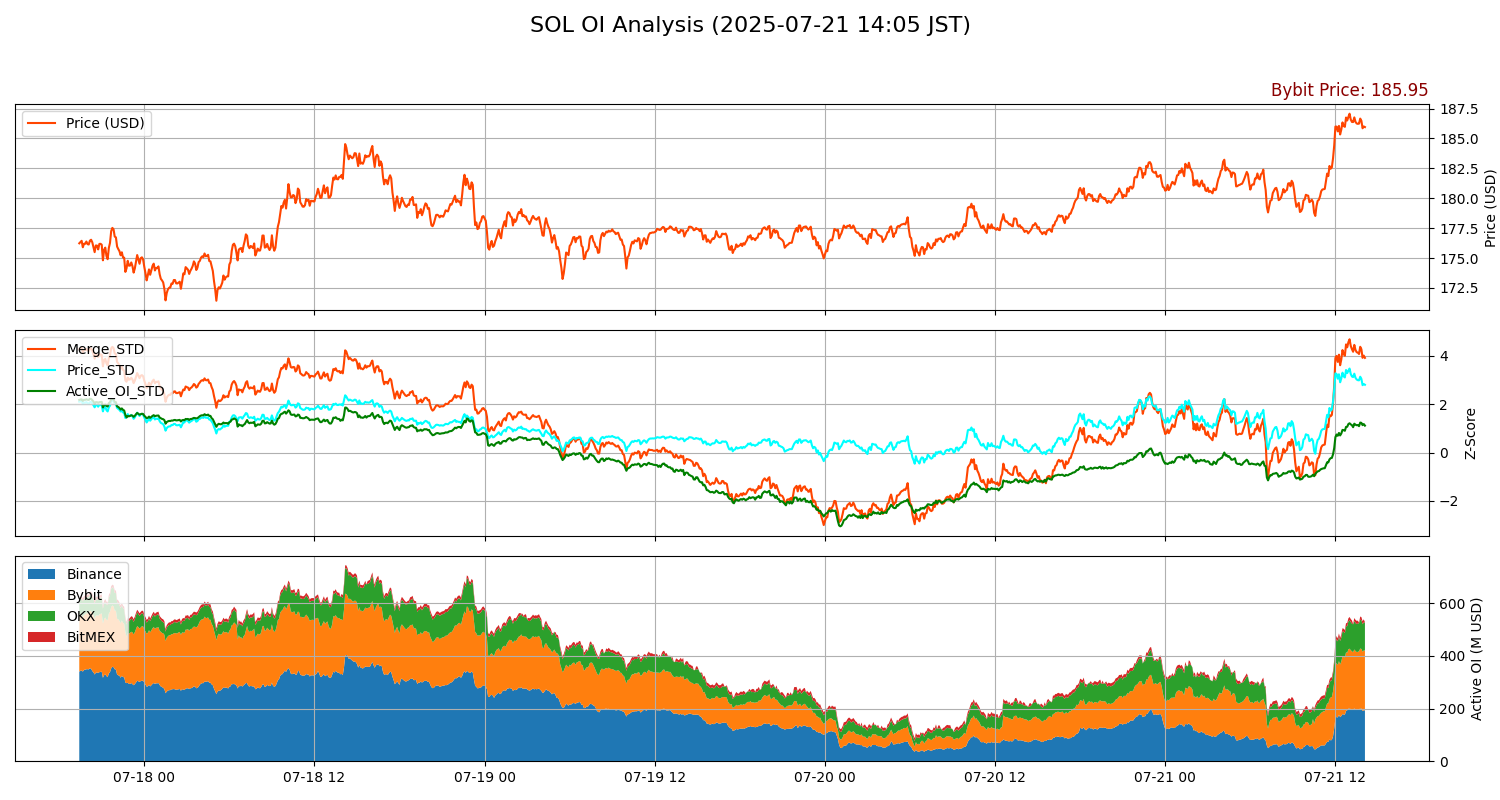 SOL OI Analysis (2025-07-21 14:05 JST)
Bybit Price: 185.95
Price (USD)
187.5
185.0
182.5
180.0
177.5
175.0
172.5
Price (USD)
Merge_STD
Price_STD
Active_OI_STD
4
2
0
−2
Z-Score
Binance
Bybit
OKX
BitMEX
600
400
200
0
Active OI (M USD)
07-18 00 07-18 12 07-19 00 07-19 12 07-20 00 07-20 12 07-21 00 07-21 12